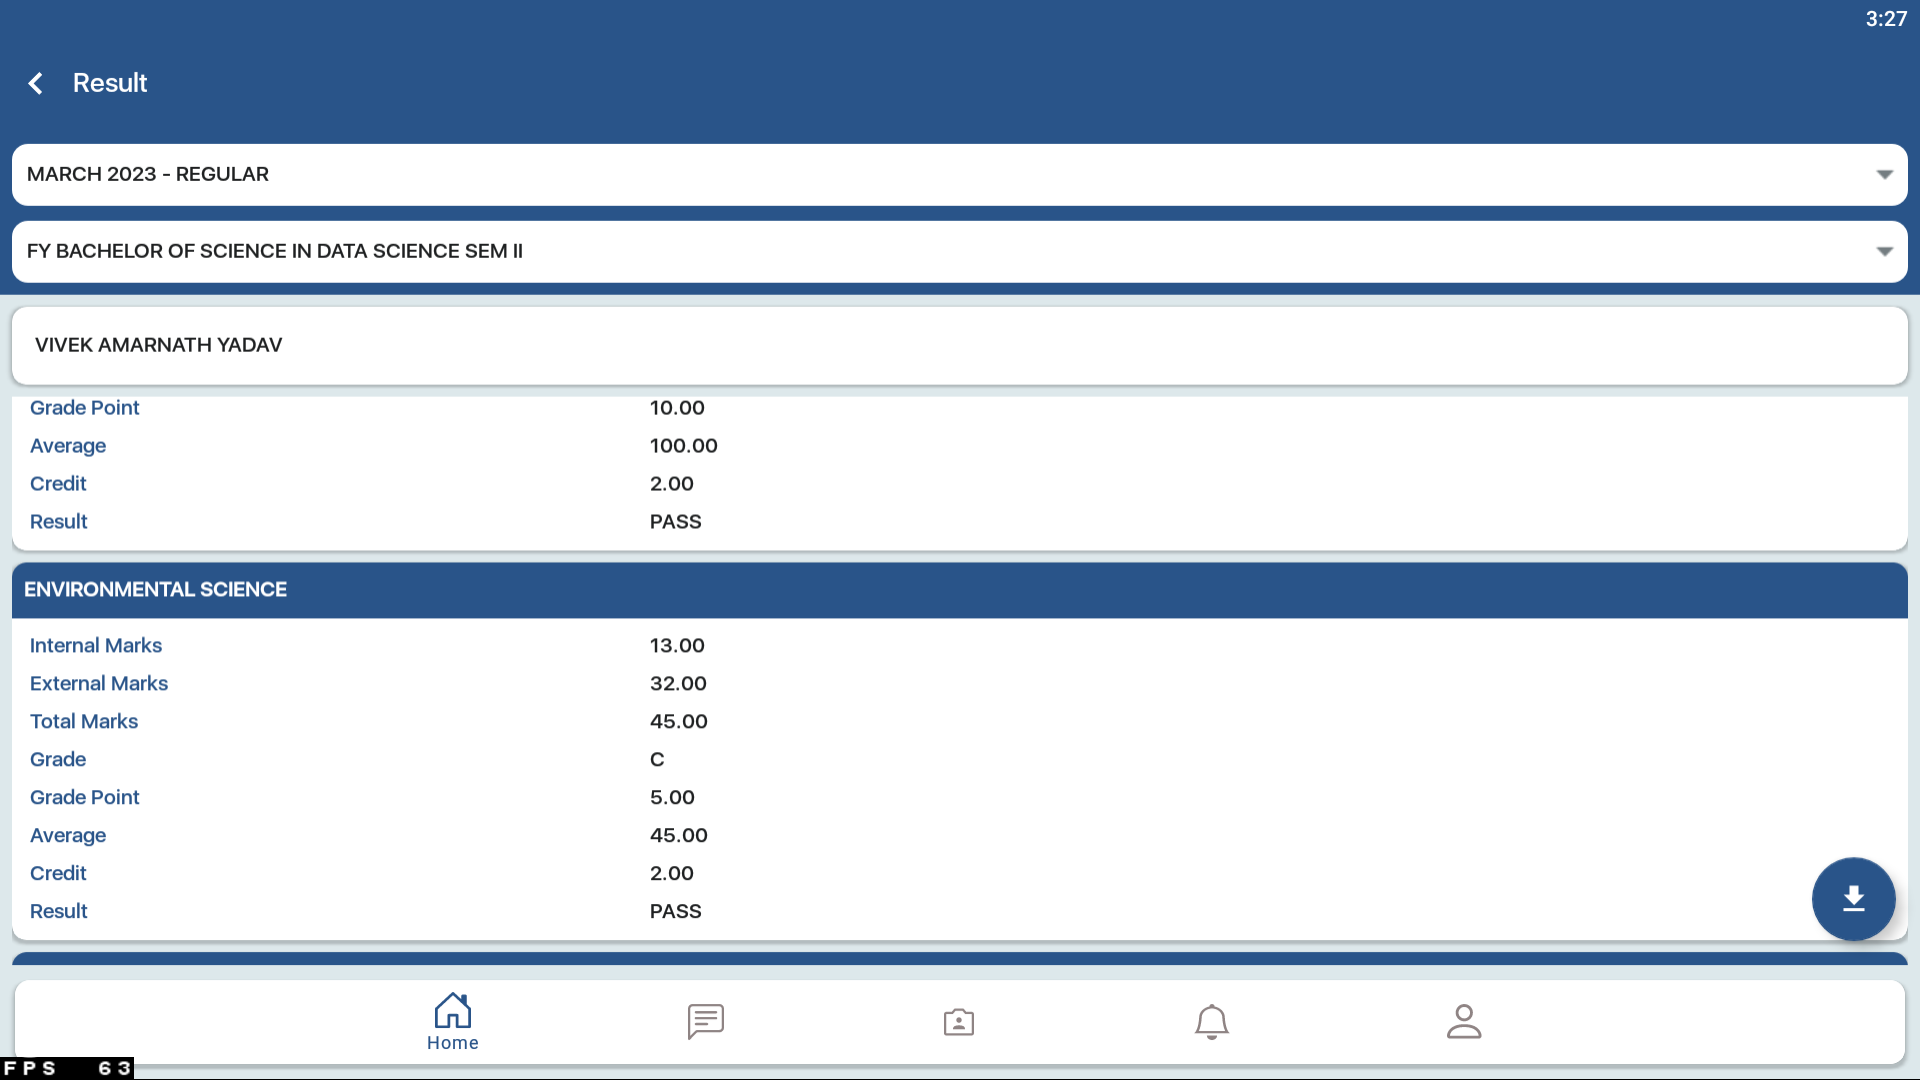 3:27
Result
MARCH 2023 - REGULAR
FY BACHELOR OF SCIENCE IN DATA SCIENCE SEM II
VIVEK AMARNATH YADAV
Grade Point 10.00
Average 100.00
Credit 2.00
Result PASS
ENVIRONMENTAL SCIENCE
Internal Marks 13.00
External Marks 32.00
Total Marks 45.00
Grade C
Grade Point 5.00
Average 45.00
Credit 2.00
Result PASS
Home
FPS 63